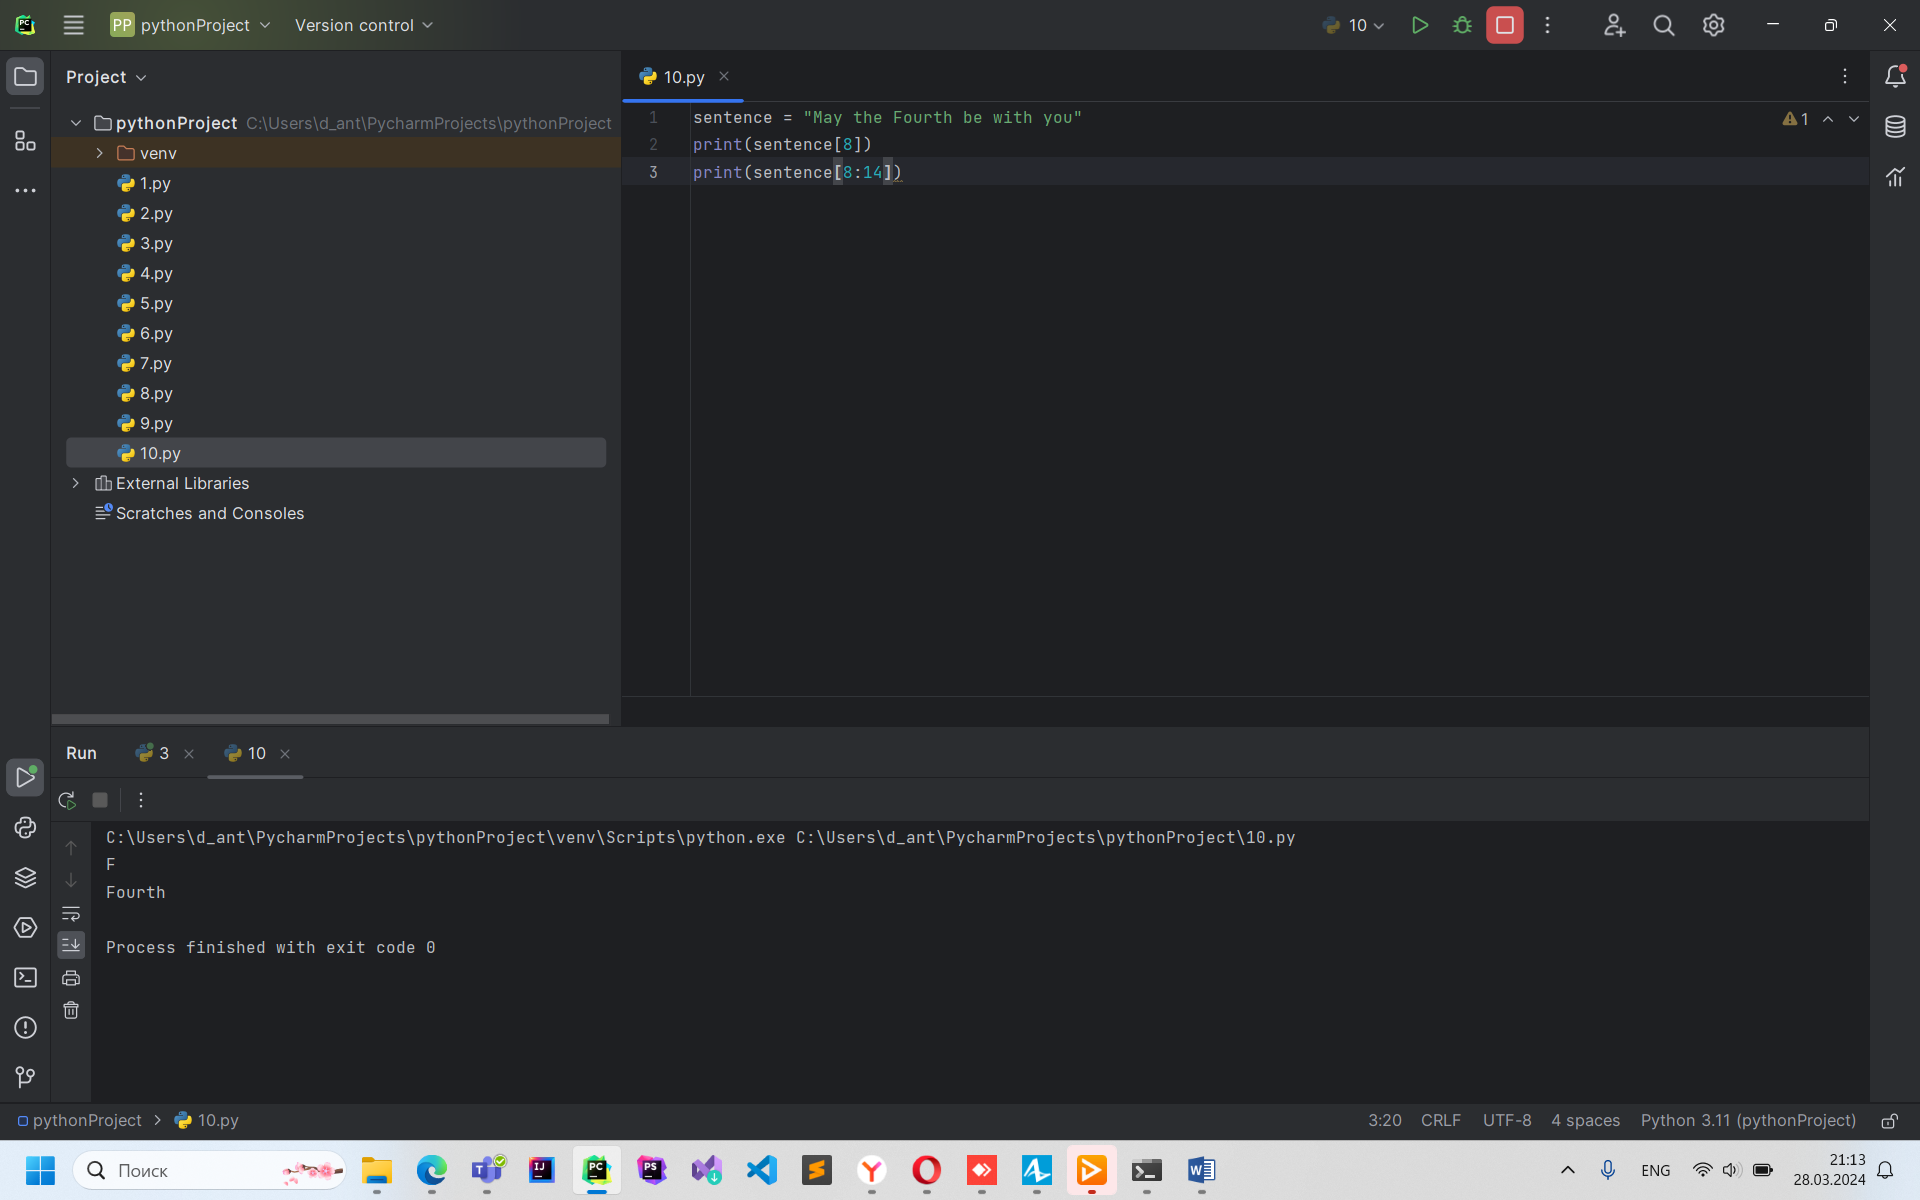 PP pythonProject Version control 10
Project
10.py
pythonProject C:\Users\d_ant\PycharmProjects\pythonProject
venv
1.py
2.py
3.py
4.py
5.py
6.py
7.py
8.py
9.py
10.py
External Libraries
Scratches and Consoles
1 sentence = "May the Fourth be with you"
2 print(sentence[8])
3 print(sentence[8:14])
1
Run 3 10
C:\Users\d_ant\PycharmProjects\pythonProject\venv\Scripts\python.exe C:\Users\d_ant\PycharmProjects\pythonProject\10.py
F
Fourth
Process finished with exit code 0
pythonProject 10.py 3:20 CRLF UTF-8 4 spaces Python 3.11 (pythonProject)
Поиск
ENG
21:13
28.03.2024